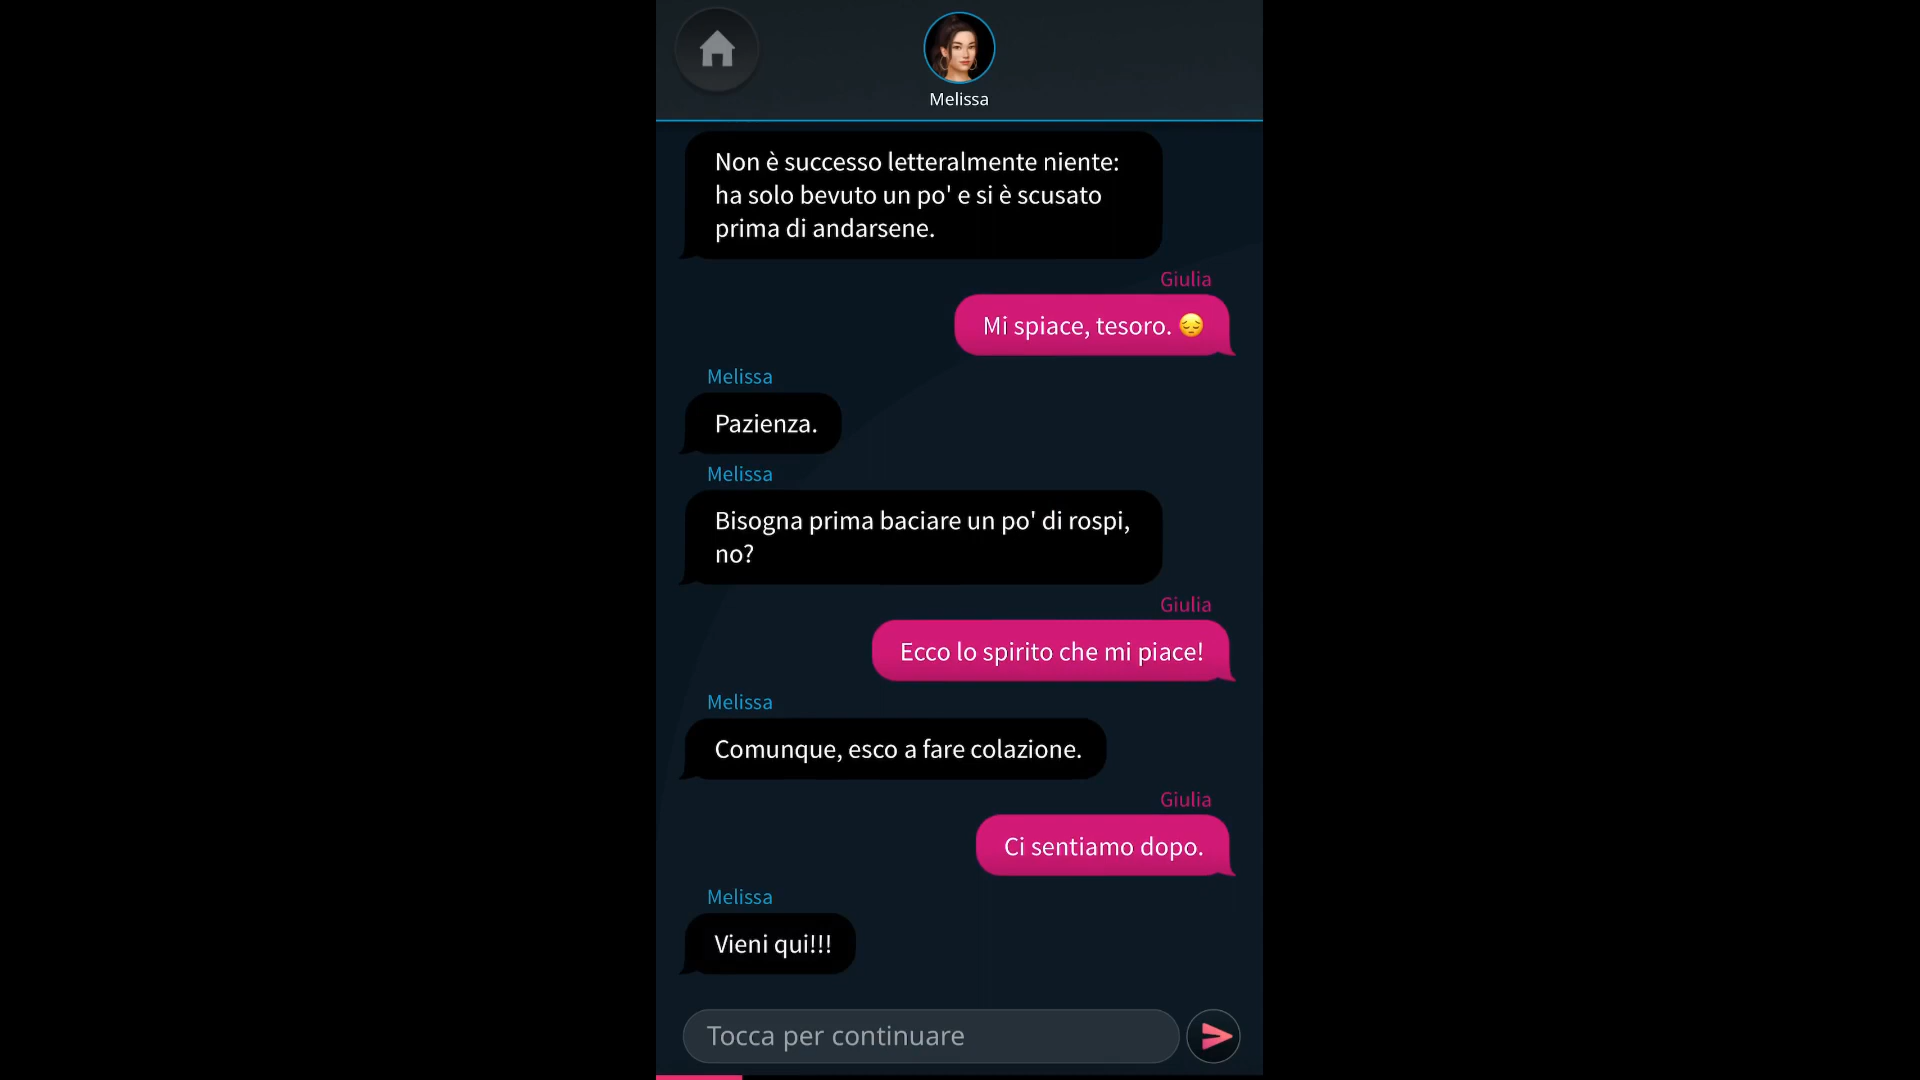 Melissa
Non è successo letteralmente niente:
ha solo bevuto un po' e si è scusato
prima di andarsene.
Giulia
Mi spiace, tesoro. 😔
Melissa
Pazienza.
Melissa
Bisogna prima baciare un po' di rospi,
no?
Giulia
Ecco lo spirito che mi piace!
Melissa
Comunque, esco a fare colazione.
Giulia
Ci sentiamo dopo.
Melissa
Vieni qui!!!
Tocca per continuare